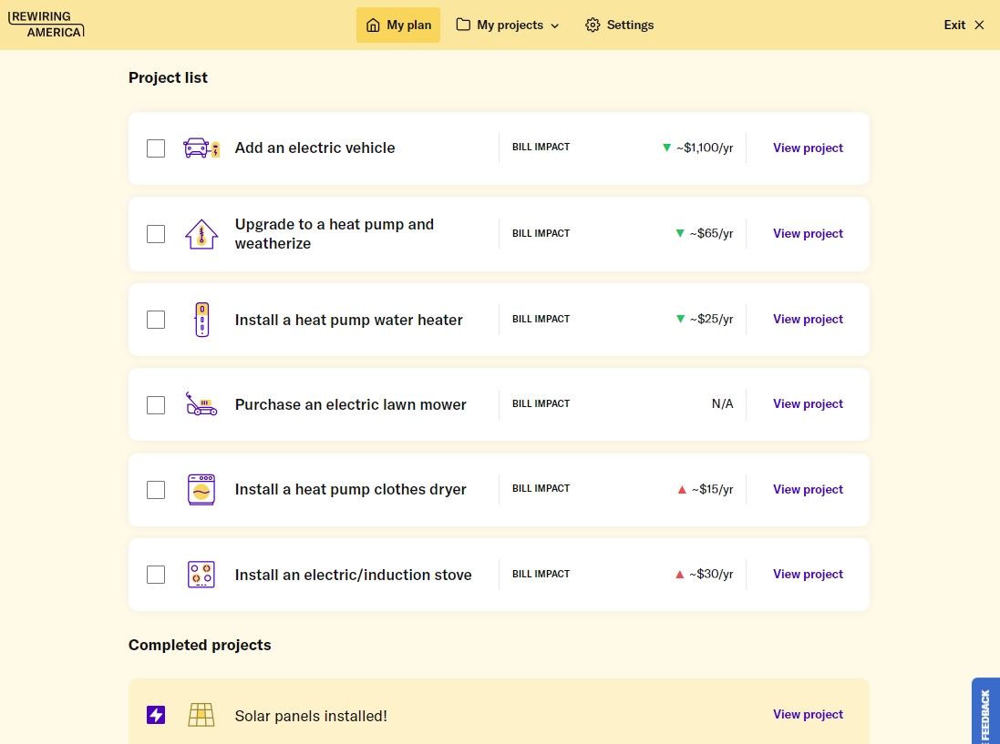 REWIRING
AMERICA
My plan
My projects
Settings
Exit
Project list
Add an electric vehicle
BILL IMPACT
~$1,100/yr
View project
Upgrade to a heat pump and
weatherize
BILL IMPACT
~$65/yr
View project
Install a heat pump water heater
BILL IMPACT
~$25/yr
View project
Purchase an electric lawn mower
BILL IMPACT
N/A
View project
Install a heat pump clothes dryer
BILL IMPACT
~$15/yr
View project
Install an electric/induction stove
BILL IMPACT
~$30/yr
View project
Completed projects
Solar panels installed!
View project
FEEDBACK